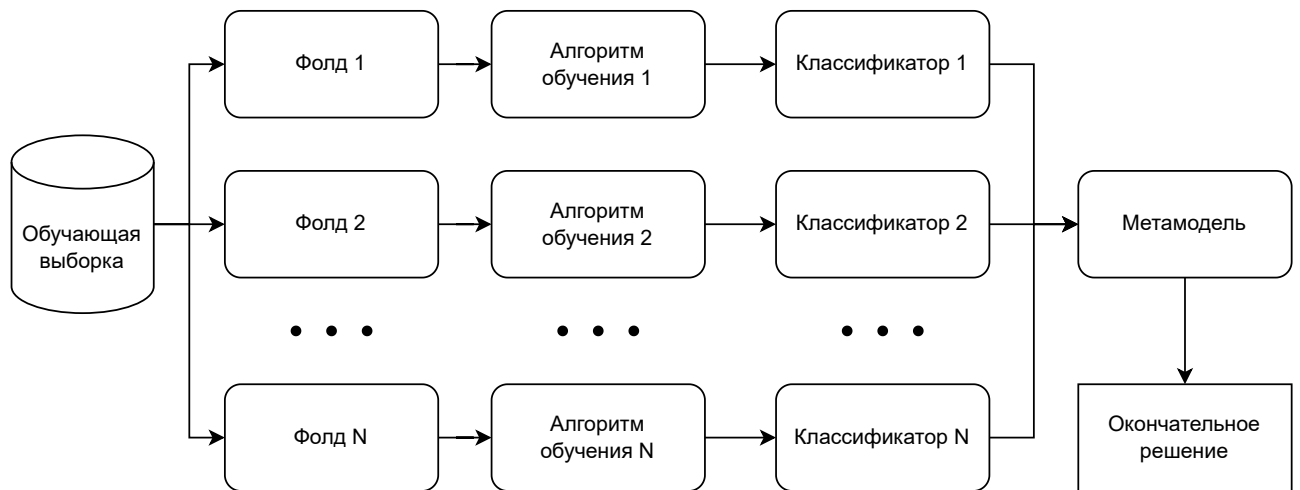 Фолд 1
Алгоритм
обучения 1
Классификатор 1
Обучающая
выборка
Фолд 2
Алгоритм
обучения 2
Классификатор 2
Метамодель
Фолд N
Алгоритм
обучения N
Классификатор N
Окончательное
решение